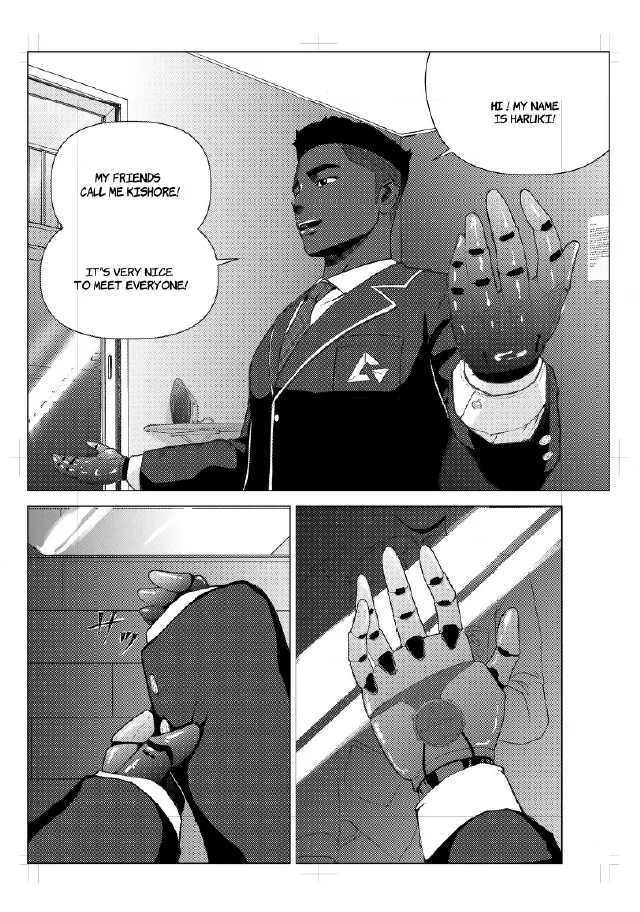 HI! MY NAME
IS HARUKI!
MY FRIENDS
CALL ME KISHORE!
IT'S VERY NICE
TO MEET EVERYONE!